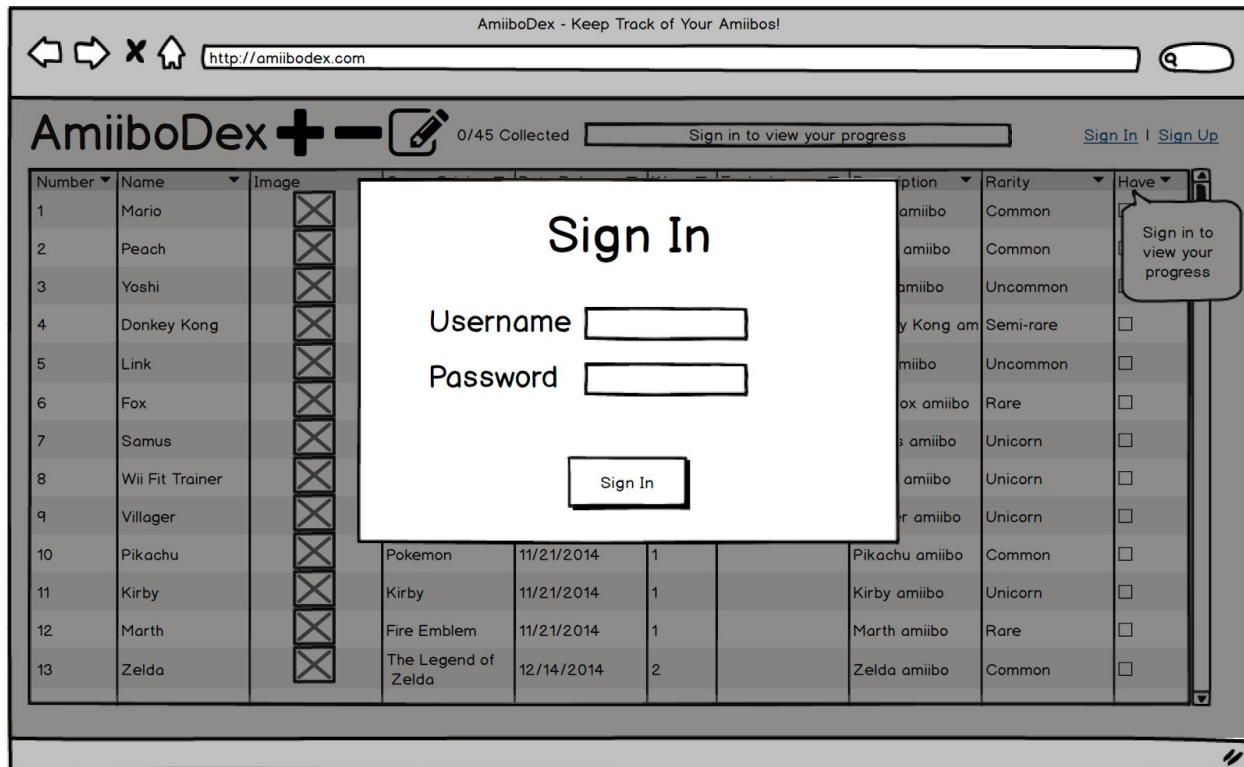 AmiiboDex - Keep Track of Your Amiibos!
http://amiibodex.com
AmiiboDex 0/45 Collected Sign in to view your progress Sign In | Sign Up
Number Name Image Rarity Have
1 Mario amiibo Common
2 Peach amiibo Common
3 Yoshi amiibo Uncommon
4 Donkey Kong Kong am Semi-rare
5 Link Uncommon
6 Fox amiibo Rare
7 Samus amiibo Unicorn
8 Wii Fit Trainer amiibo Unicorn
9 Villager amiibo Unicorn
10 Pikachu Pokemon 11/21/2014 1 Pikachu amiibo Common
11 Kirby Kirby 11/21/2014 1 Kirby amiibo Unicorn
12 Marth Fire Emblem 11/21/2014 1 Marth amiibo Rare
13 Zelda The Legend of Zelda 12/14/2014 2 Zelda amiibo Common
Sign in to
view your
progress
Sign In
Username
Password
Sign In